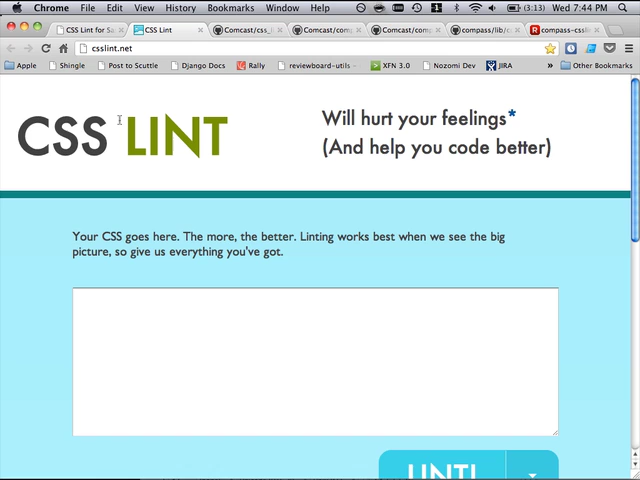 Chrome File Edit View History Bookmarks Window Help (3:13) Wed 7:44 PM
CSS Lint for Sa CSS Lint Comcast/css_ Comcast/com Comcast/com compass/lib/c compass-cssli
csslint.net
Apple Shingle Post to Scuttle Django Docs Rally reviewboard-utils XFN 3.0 Nozomi Dev JIRA » Other Bookmarks
CSS LINT
Will hurt your feelings*
(And help you code better)
Your CSS goes here. The more, the better. Linting works best when we see the big
picture, so give us everything you've got.
LINT!